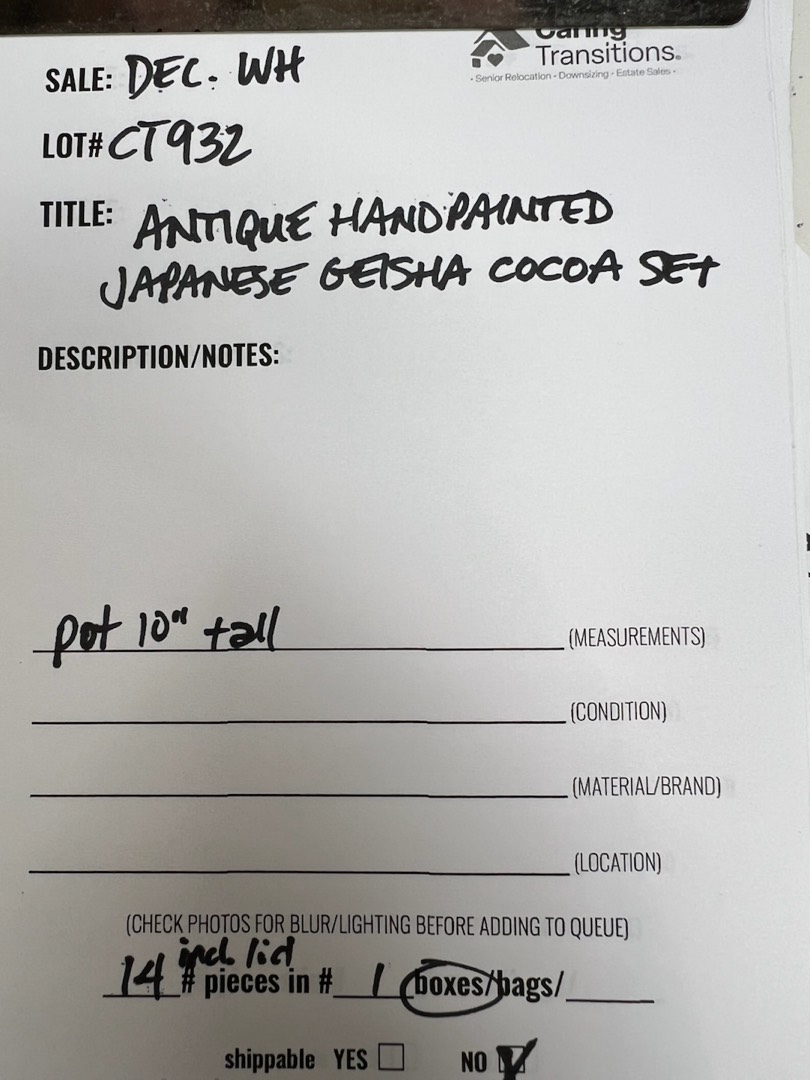 Caring
Transitions.
• Senior Relocation • Downsizing • Estate Sales •
SALE: DEC. WH
LOT# CT932
TITLE: ANTIQUE HANDPAINTED
JAPANESE GEISHA COCOA SET
DESCRIPTION/NOTES:
pot 10" tall (MEASUREMENTS)
(CONDITION)
(MATERIAL/BRAND)
(LOCATION)
(CHECK PHOTOS FOR BLUR/LIGHTING BEFORE ADDING TO QUEUE)
incl. lid
14 # pieces in # 1 boxes/bags/
shippable YES NO